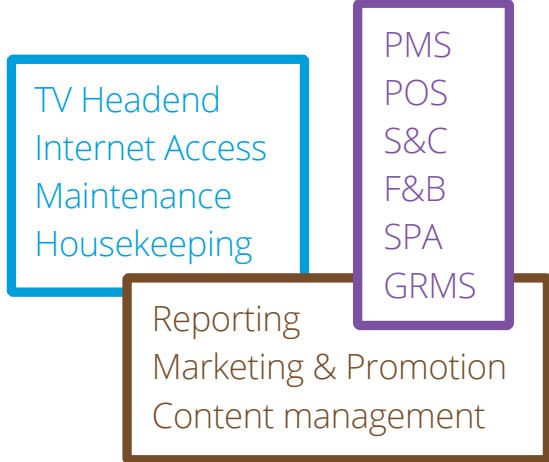 TV Headend
Internet Access
Maintenance
Housekeeping
PMS
POS
S&C
F&B
SPA
GRMS
Reporting
Marketing & Promotion
Content management